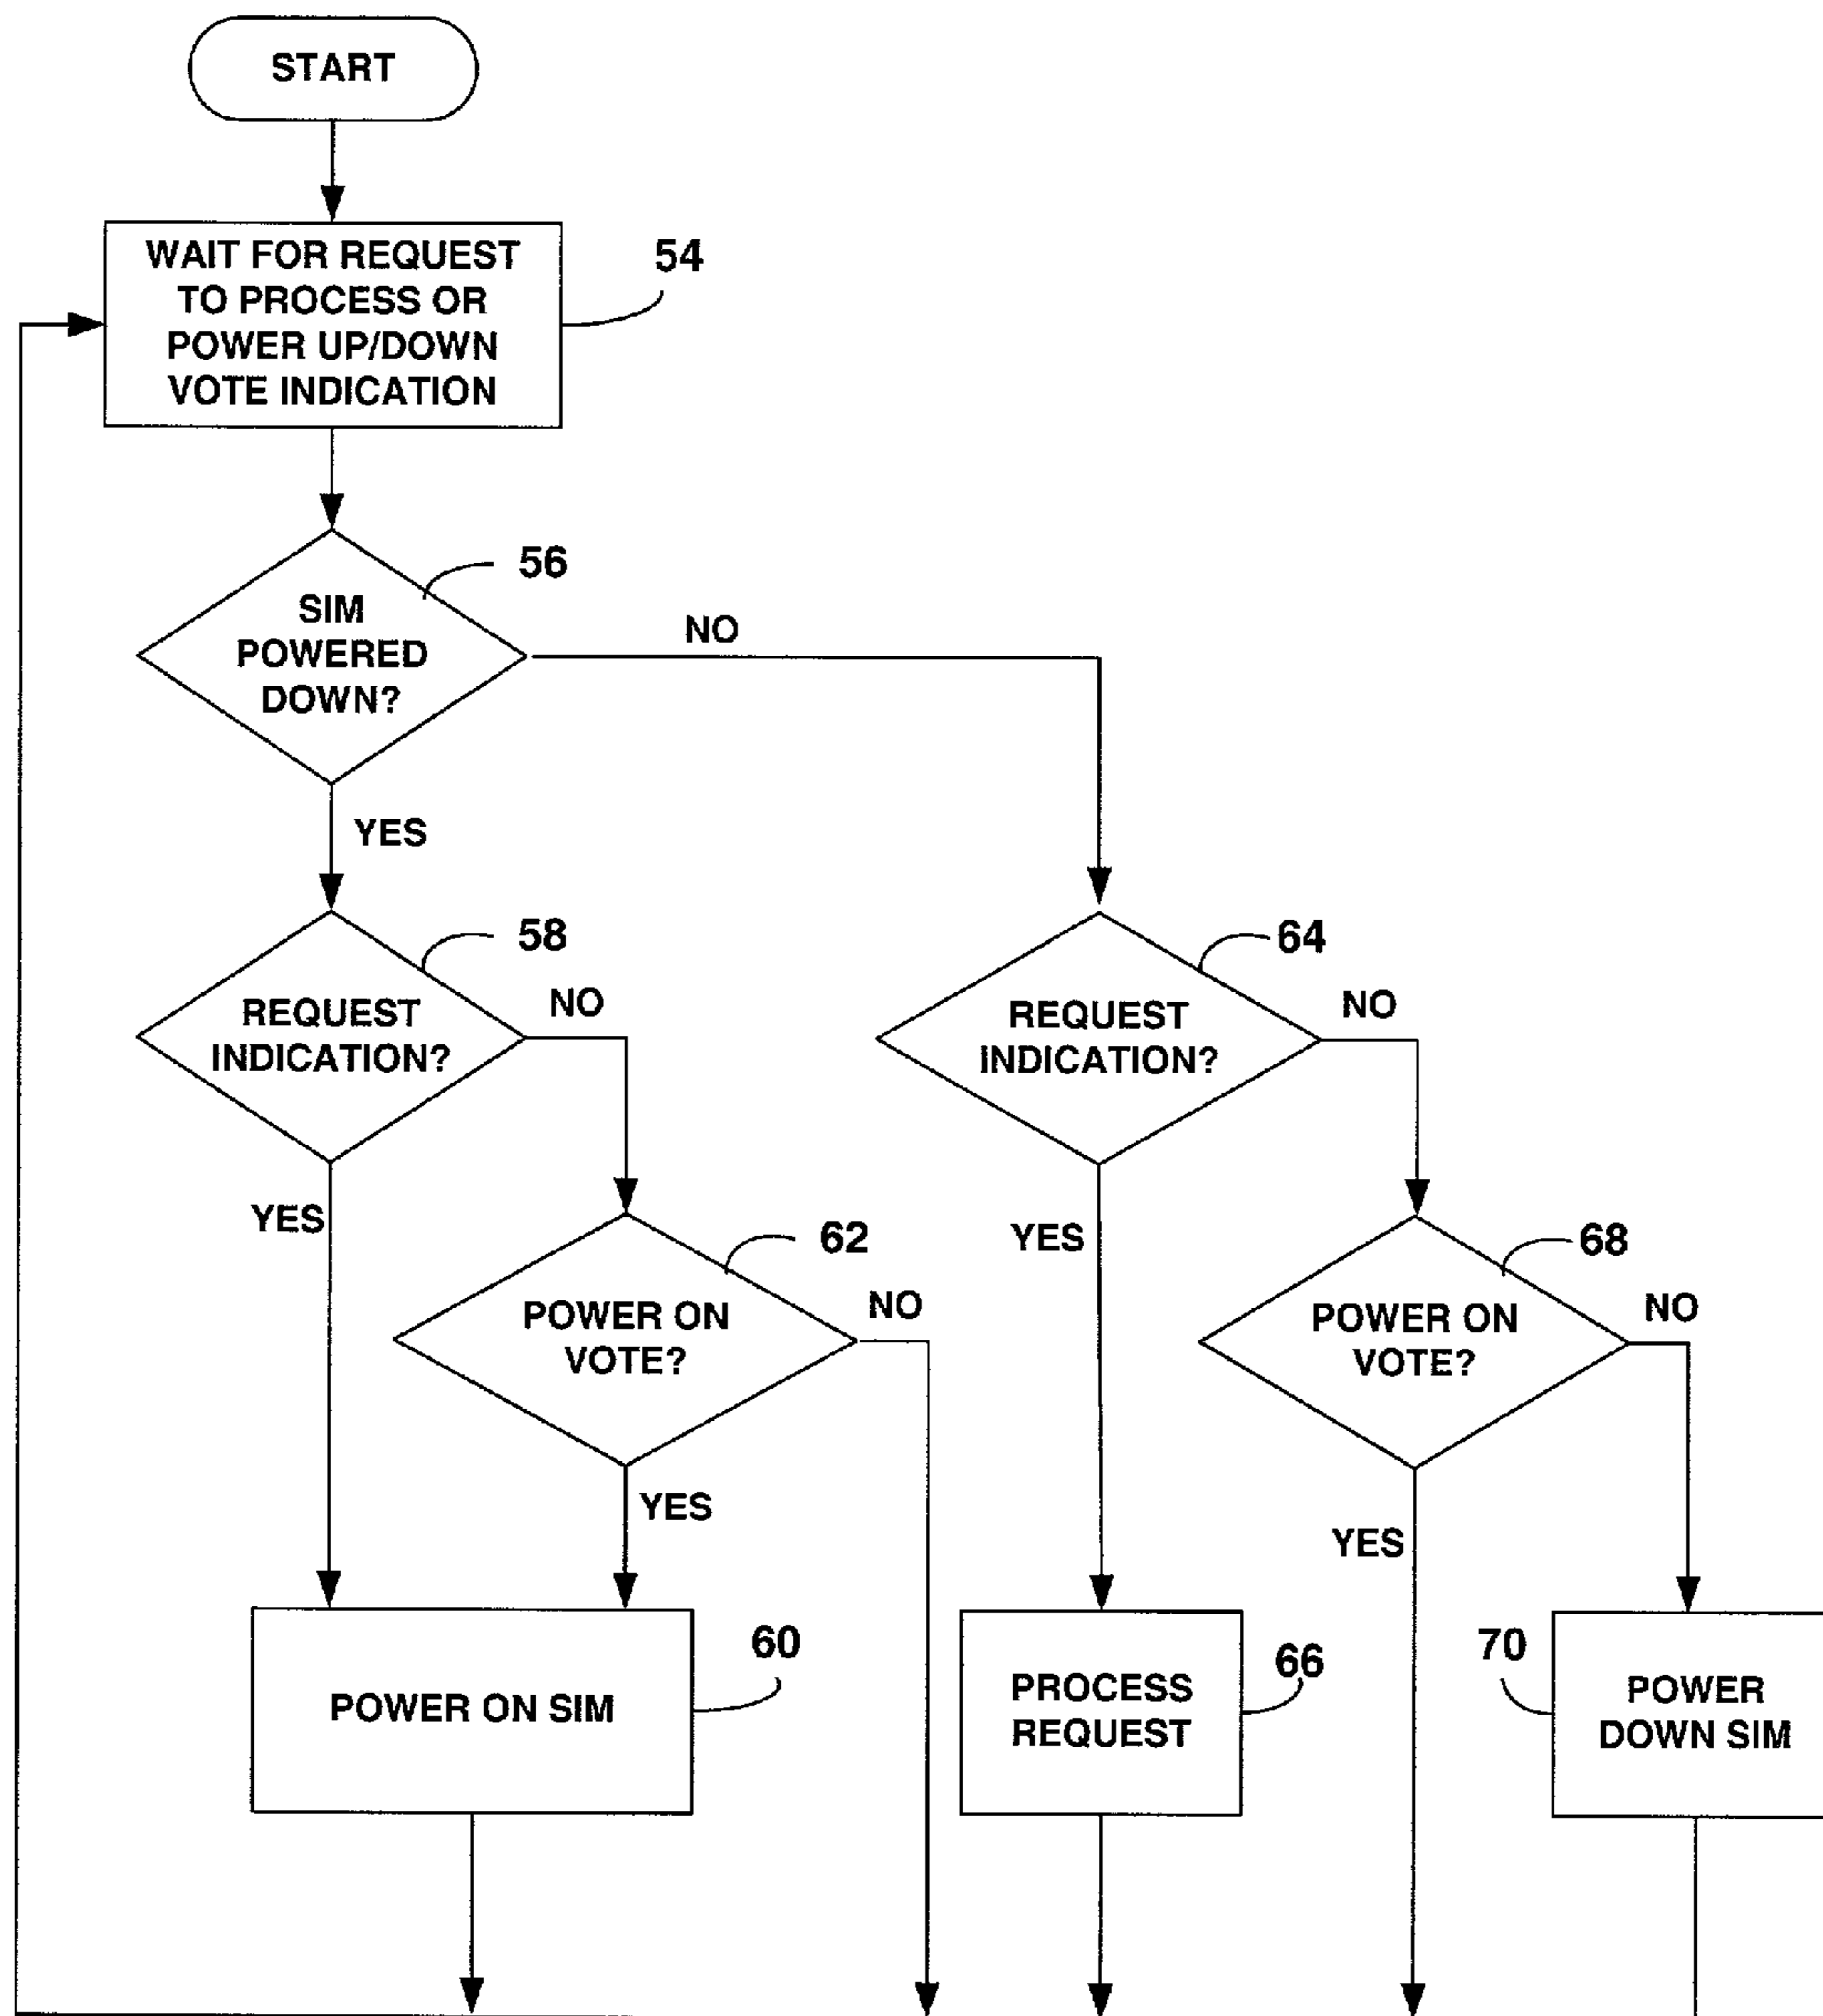 START
WAIT FOR REQUEST
TO PROCESS OR
POWER UP/DOWN
VOTE INDICATION
54
56
SIM
POWERED
DOWN?
NO
YES
58
REQUEST
INDICATION?
NO
64
REQUEST
INDICATION?
NO
YES
62
POWER ON
VOTE?
NO
YES
YES
68
POWER ON
VOTE?
NO
YES
60
POWER ON SIM
66
PROCESS
REQUEST
70
POWER
DOWN SIM